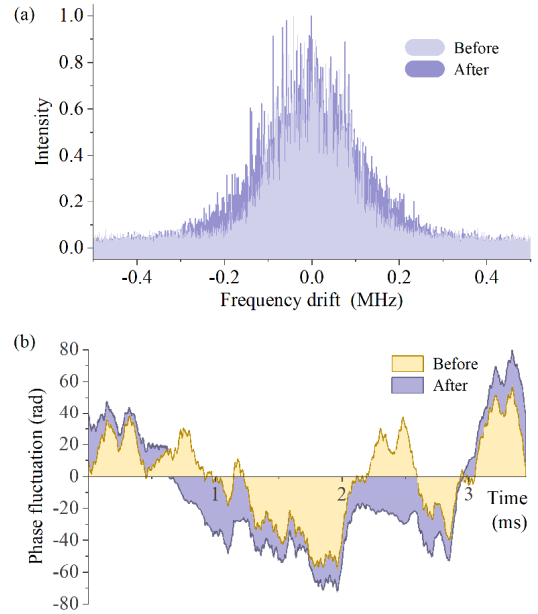 (a)
1.0
0.8
0.6
0.4
0.2
0.0
Intensity
Before
After
-0.4 -0.2 0.0 0.2 0.4
Frequency drift (MHz)
(b)
80
60
40
20
0
-20
-40
-60
-80
Phase fluctuation (rad)
Before
After
1 2 3
Time
(ms)